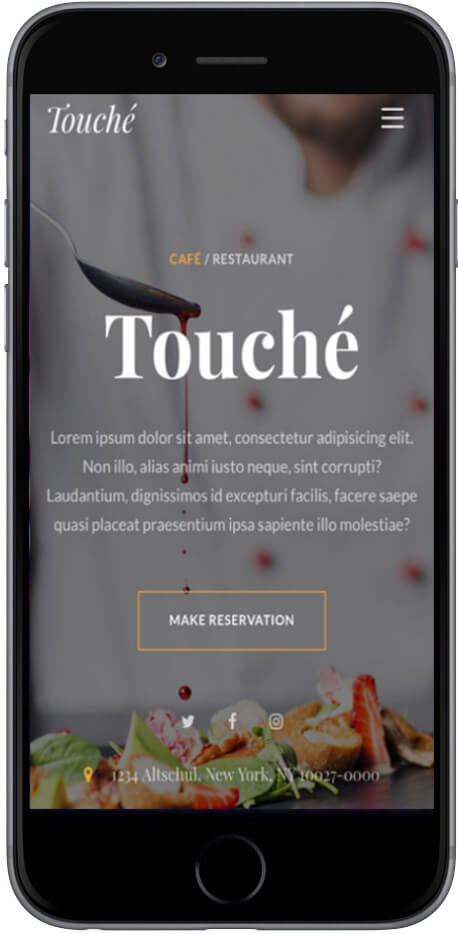 Touché
CAFÉ / RESTAURANT
Touché
Lorem ipsum dolor sit amet, consectetur adipisicing elit.
Non illo, alias animi iusto neque, sint corrupti?
Laudantium, dignissimos id excepturi facilis, facere saepe
quasi placeat praesentium ipsa sapiente illo molestiae?
MAKE RESERVATION
1234 Altschul, New York, NY 10027-0000